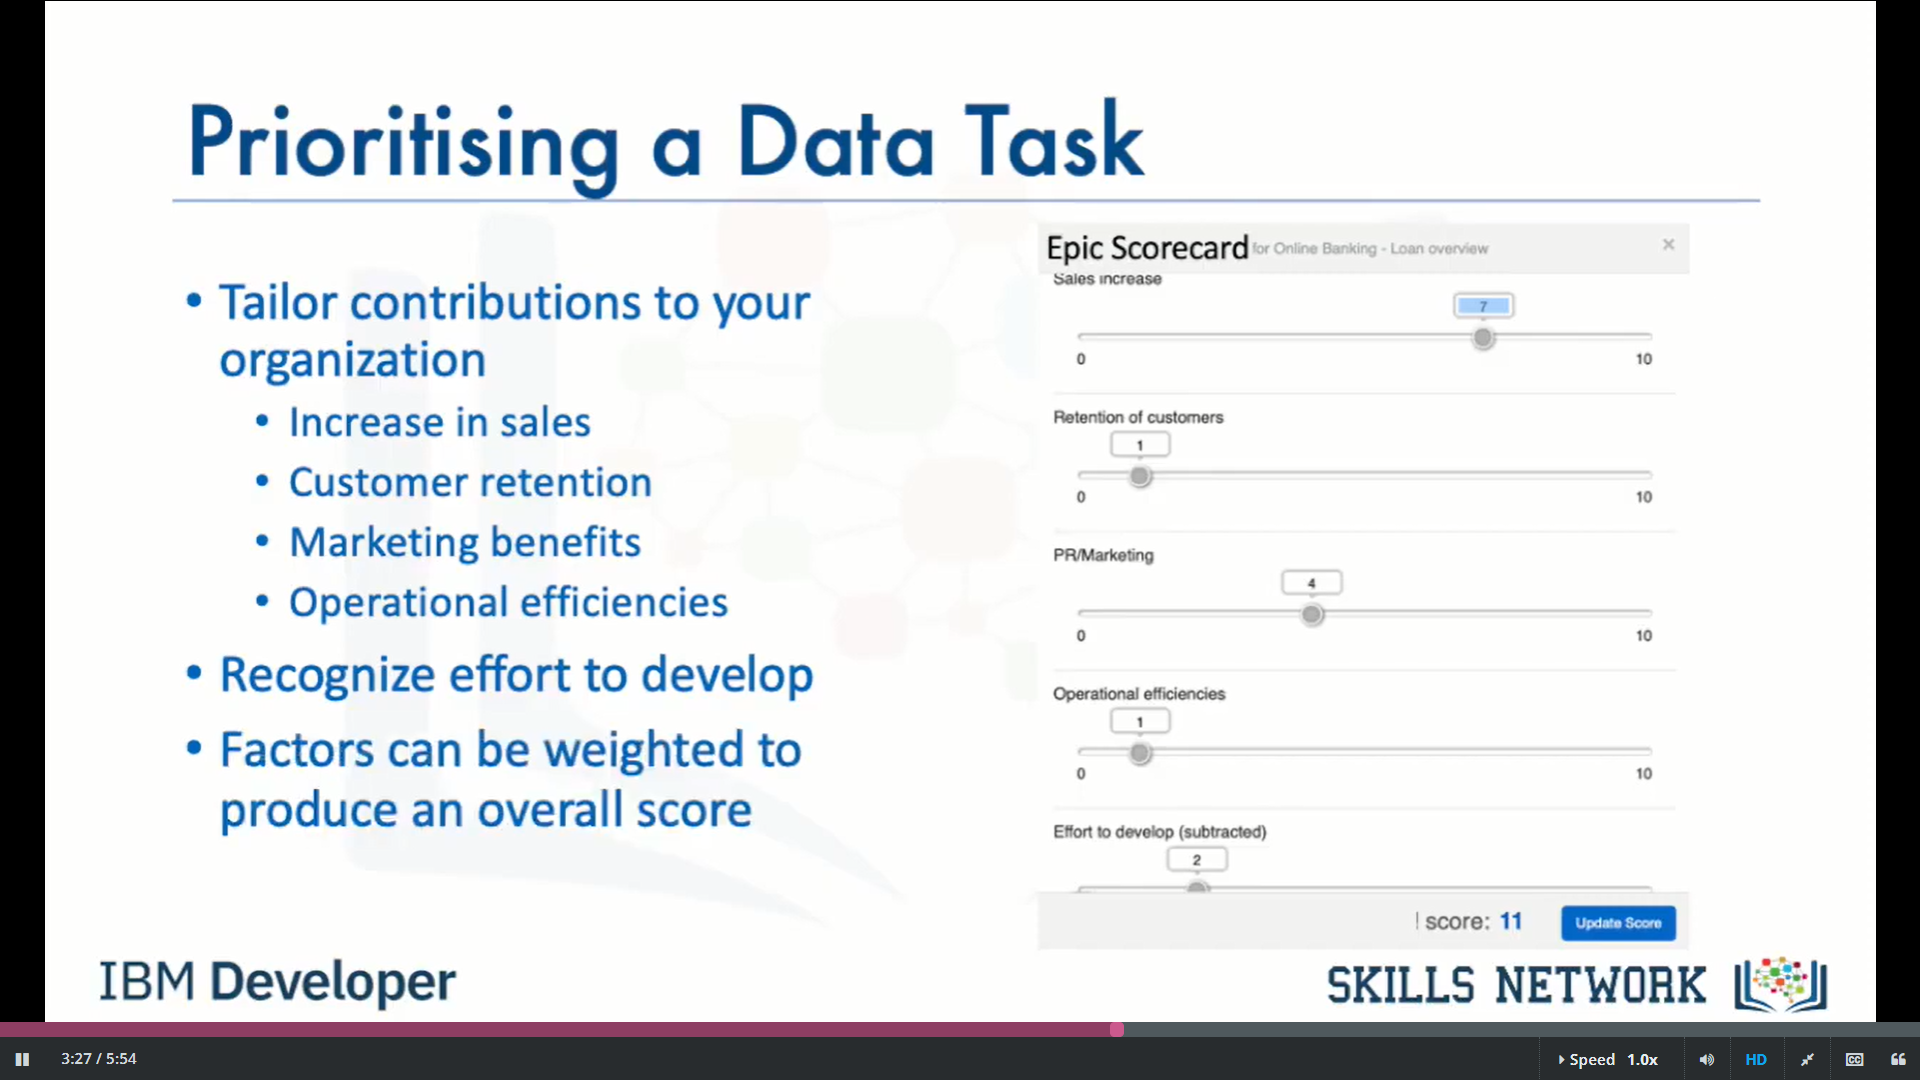 Prioritising a Data Task
• Tailor contributions to your
organization
• Increase in sales
• Customer retention
• Marketing benefits
• Operational efficiencies
• Recognize effort to develop
• Factors can be weighted to
produce an overall score
Epic Scorecard for Online Banking - Loan overview ×
Sales increase
7
0 10
Retention of customers
1
0 10
PR/Marketing
4
0 10
Operational efficiencies
1
0 10
Effort to develop (subtracted)
2
score: 11 Update Score
IBM Developer
SKILLS NETWORK
3:27 / 5:54
Speed 1.0x HD CC